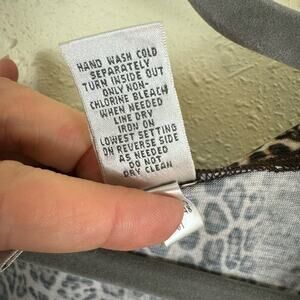 HAND WASH COLD
SEPARATELY
TURN INSIDE OUT
ONLY NON-
CHLORINE BLEACH
WHEN NEEDED
LINE DRY
IRON ON
LOWEST SETTING
ON REVERSE SIDE
AS NEEDED
DO NOT
DRY CLEAN